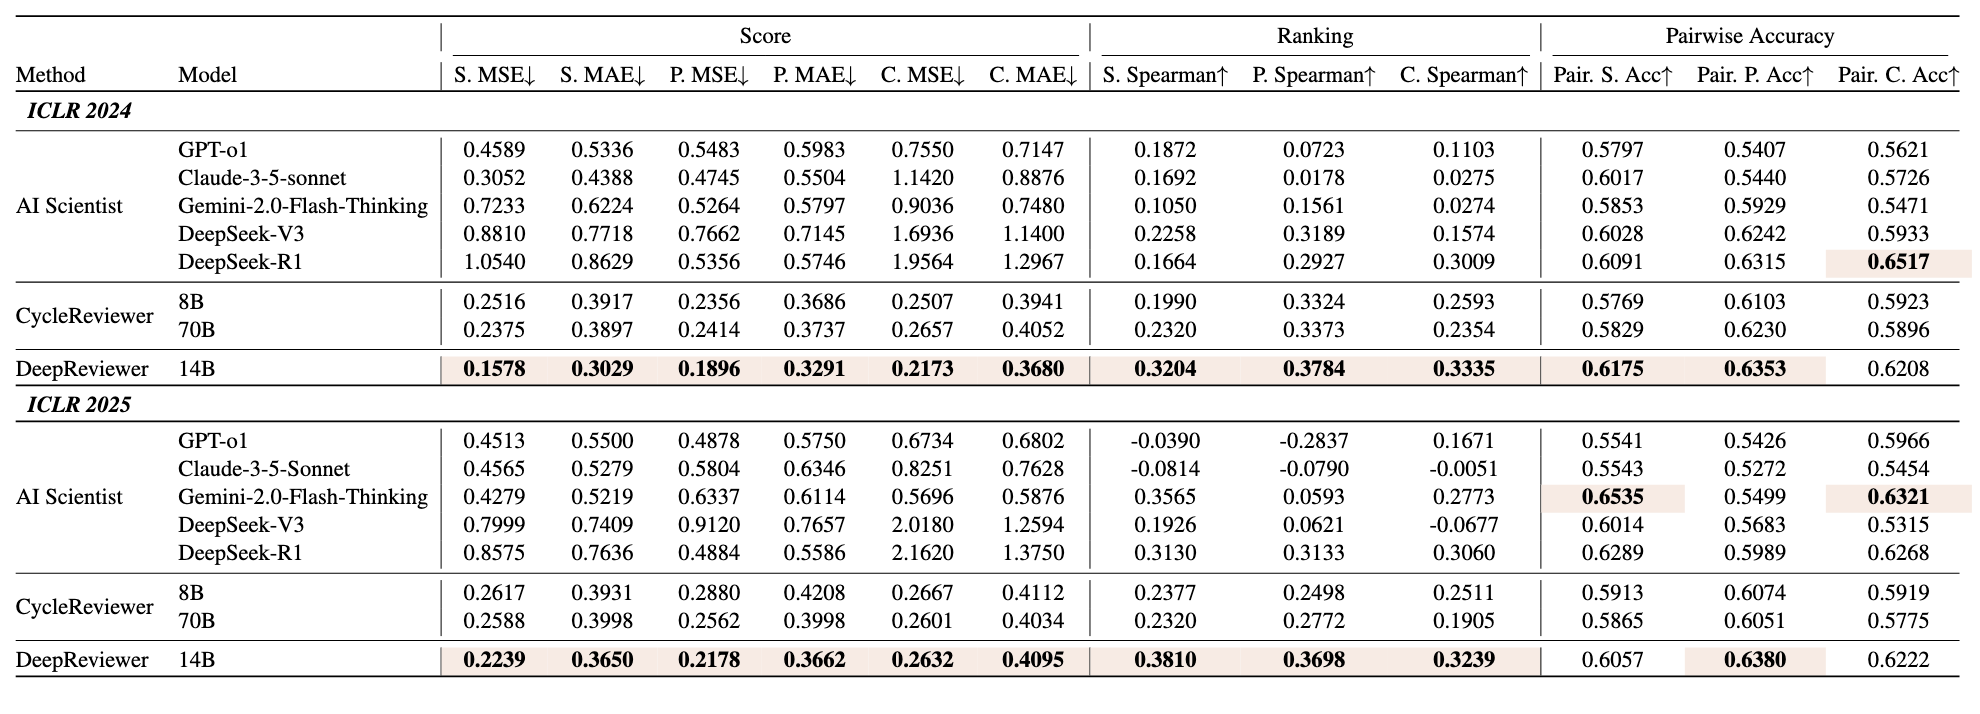 Score Ranking Pairwise Accuracy
Method Model S. MSE↓ S. MAE↓ P. MSE↓ P. MAE↓ C. MSE↓ C. MAE↓ S. Spearman↑ P. Spearman↑ C. Spearman↑ Pair. S. Acc↑ Pair. P. Acc↑ Pair. C. Acc↑
ICLR 2024
GPT-o1 0.4589 0.5336 0.5483 0.5983 0.7550 0.7147 0.1872 0.0723 0.1103 0.5797 0.5407 0.5621
Claude-3-5-sonnet 0.3052 0.4388 0.4745 0.5504 1.1420 0.8876 0.1692 0.0178 0.0275 0.6017 0.5440 0.5726
AI Scientist Gemini-2.0-Flash-Thinking 0.7233 0.6224 0.5264 0.5797 0.9036 0.7480 0.1050 0.1561 0.0274 0.5853 0.5929 0.5471
DeepSeek-V3 0.8810 0.7718 0.7662 0.7145 1.6936 1.1400 0.2258 0.3189 0.1574 0.6028 0.6242 0.5933
DeepSeek-R1 1.0540 0.8629 0.5356 0.5746 1.9564 1.2967 0.1664 0.2927 0.3009 0.6091 0.6315 0.6517
CycleReviewer 8B 0.2516 0.3917 0.2356 0.3686 0.2507 0.3941 0.1990 0.3324 0.2593 0.5769 0.6103 0.5923
70B 0.2375 0.3897 0.2414 0.3737 0.2657 0.4052 0.2320 0.3373 0.2354 0.5829 0.6230 0.5896
DeepReviewer 14B 0.1578 0.3029 0.1896 0.3291 0.2173 0.3680 0.3204 0.3784 0.3335 0.6175 0.6353 0.6208
ICLR 2025
GPT-o1 0.4513 0.5500 0.4878 0.5750 0.6734 0.6802 -0.0390 -0.2837 0.1671 0.5541 0.5426 0.5966
Claude-3-5-Sonnet 0.4565 0.5279 0.5804 0.6346 0.8251 0.7628 -0.0814 -0.0790 -0.0051 0.5543 0.5272 0.5454
AI Scientist Gemini-2.0-Flash-Thinking 0.4279 0.5219 0.6337 0.6114 0.5696 0.5876 0.3565 0.0593 0.2773 0.6535 0.5499 0.6321
DeepSeek-V3 0.7999 0.7409 0.9120 0.7657 2.0180 1.2594 0.1926 0.0621 -0.0677 0.6014 0.5683 0.5315
DeepSeek-R1 0.8575 0.7636 0.4884 0.5586 2.1620 1.3750 0.3130 0.3133 0.3060 0.6289 0.5989 0.6268
CycleReviewer 8B 0.2617 0.3931 0.2880 0.4208 0.2667 0.4112 0.2377 0.2498 0.2511 0.5913 0.6074 0.5919
70B 0.2588 0.3998 0.2562 0.3998 0.2601 0.4034 0.2320 0.2772 0.1905 0.5865 0.6051 0.5775
DeepReviewer 14B 0.2239 0.3650 0.2178 0.3662 0.2632 0.4095 0.3810 0.3698 0.3239 0.6057 0.6380 0.6222